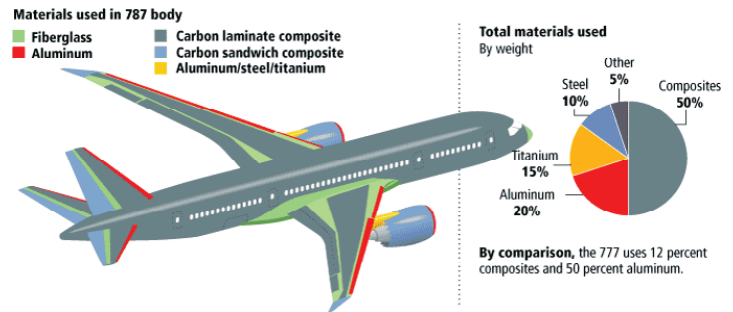 Materials used in 787 body
Fiberglass
Aluminum
Carbon laminate composite
Carbon sandwich composite
Aluminum/steel/titanium
Total materials used
By weight
Other
5%
Steel
10%
Composites
50%
Titanium
15%
Aluminum
20%
By comparison, the 777 uses 12 percent
composites and 50 percent aluminum.